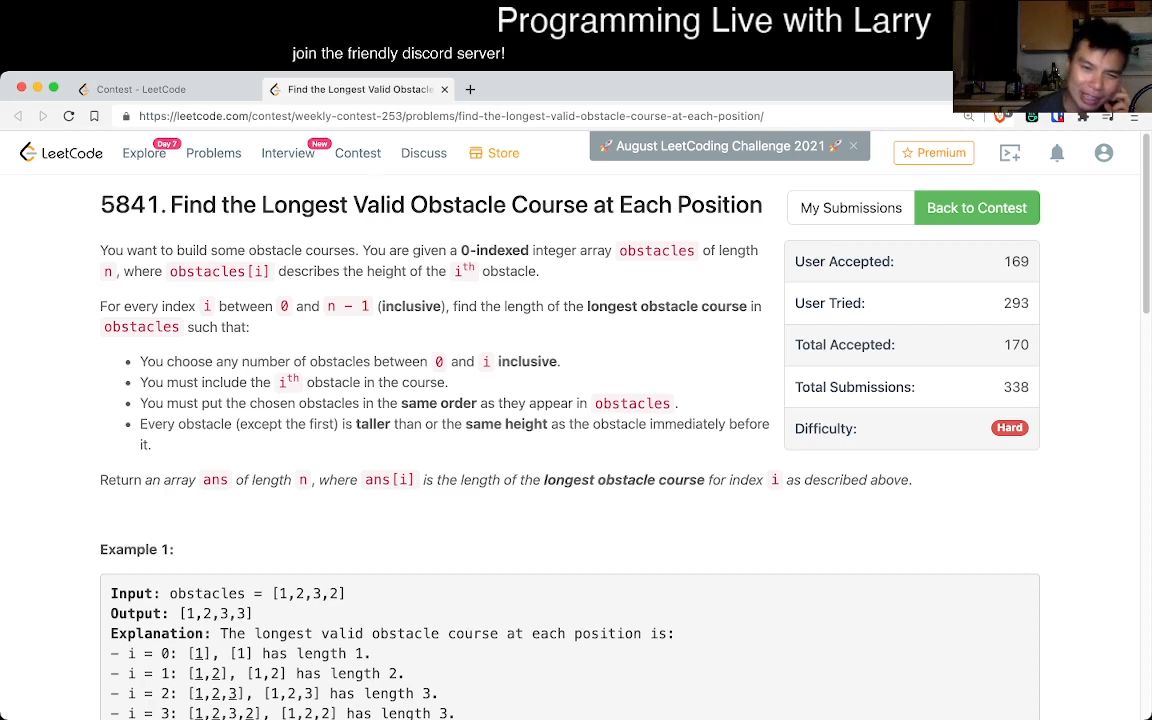 Programming Live with Larry
join the friendly discord server!
Contest - LeetCode
Find the Longest Valid Obstacle
https://leetcode.com/contest/weekly-contest-253/problems/find-the-longest-valid-obstacle-course-at-each-position/
LeetCode Explore Day 7 Problems Interview New Contest Discuss Store
🚀 August LeetCoding Challenge 2021 🚀
Premium
5841. Find the Longest Valid Obstacle Course at Each Position
My Submissions Back to Contest
You want to build some obstacle courses. You are given a 0-indexed integer array obstacles of length
n, where obstacles[i] describes the height of the ith obstacle.
For every index i between 0 and n - 1 (inclusive), find the length of the longest obstacle course in
obstacles such that:
• You choose any number of obstacles between 0 and i inclusive.
• You must include the ith obstacle in the course.
• You must put the chosen obstacles in the same order as they appear in obstacles.
• Every obstacle (except the first) is taller than or the same height as the obstacle immediately before
it.
Return an array ans of length n, where ans[i] is the length of the longest obstacle course for index i as described above.
User Accepted: 169
User Tried: 293
Total Accepted: 170
Total Submissions: 338
Difficulty: Hard
Example 1:
Input: obstacles = [1,2,3,2]
Output: [1,2,3,3]
Explanation: The longest valid obstacle course at each position is:
- i = 0: [1], [1] has length 1.
- i = 1: [1,2], [1,2] has length 2.
- i = 2: [1,2,3], [1,2,3] has length 3.
- i = 3: [1,2,3,2], [1,2,2] has length 3.